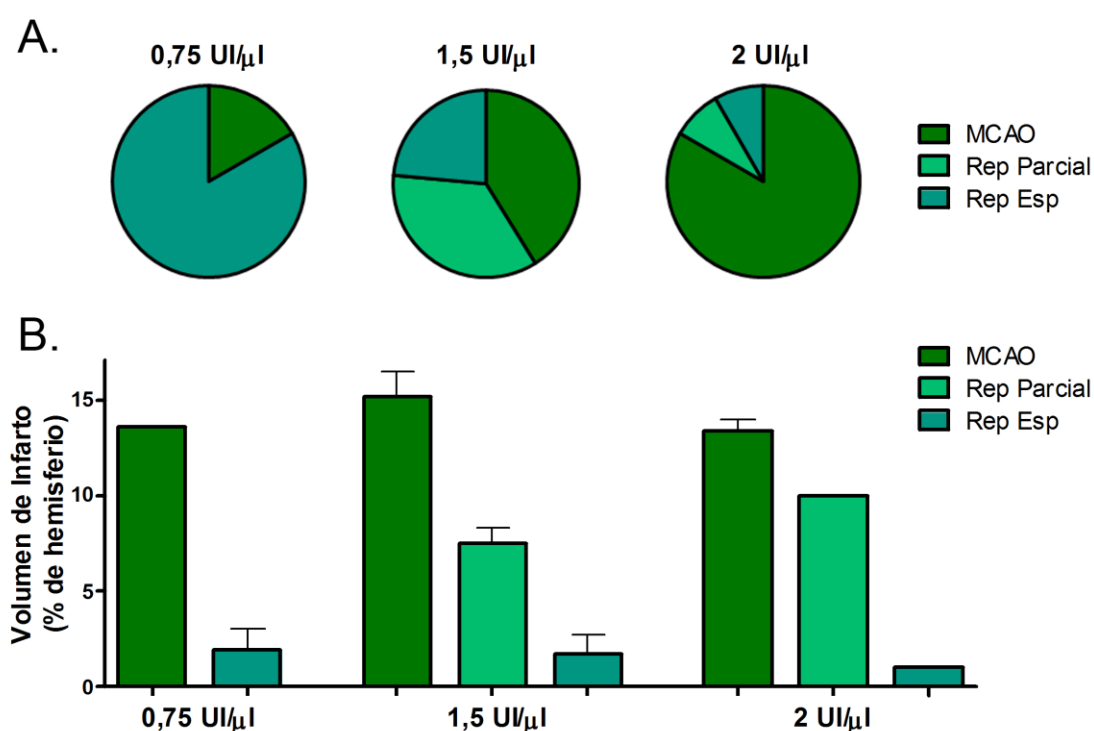 A.
0,75 UI/µl
1,5 UI/µl
2 UI/µl
MCAO
Rep Parcial
Rep Esp
B.
MCAO
Rep Parcial
Rep Esp
Volumen de Infarto
(% de hemisferio)
15
10
5
0
0,75 UI/µl
1,5 UI/µl
2 UI/µl